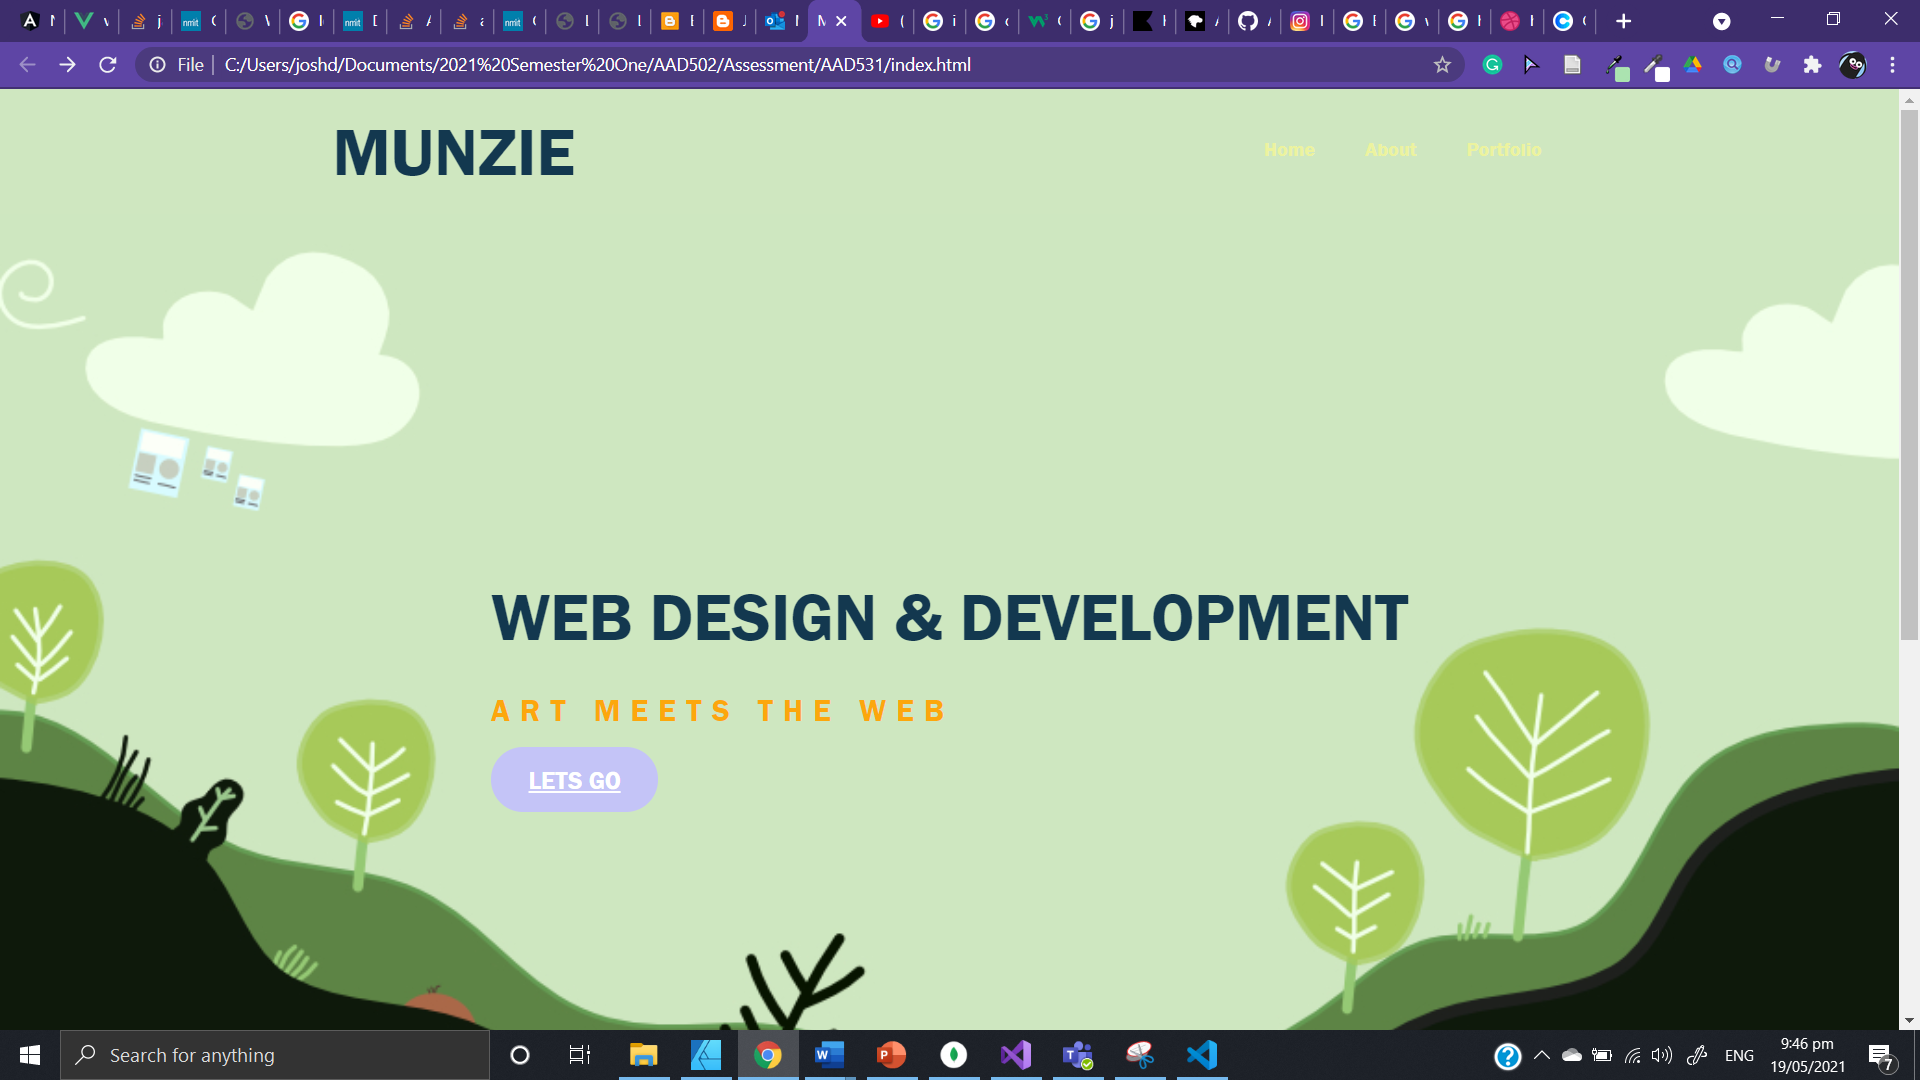 File
C:/Users/joshd/Documents/2021%20Semester%20One/AAD502/Assessment/AAD531/index.html
MUNZIE
Home
About
Portfolio
WEB DESIGN & DEVELOPMENT
ART MEETS THE WEB
LETS GO
Search for anything
ENG
9:46 pm
19/05/2021
7